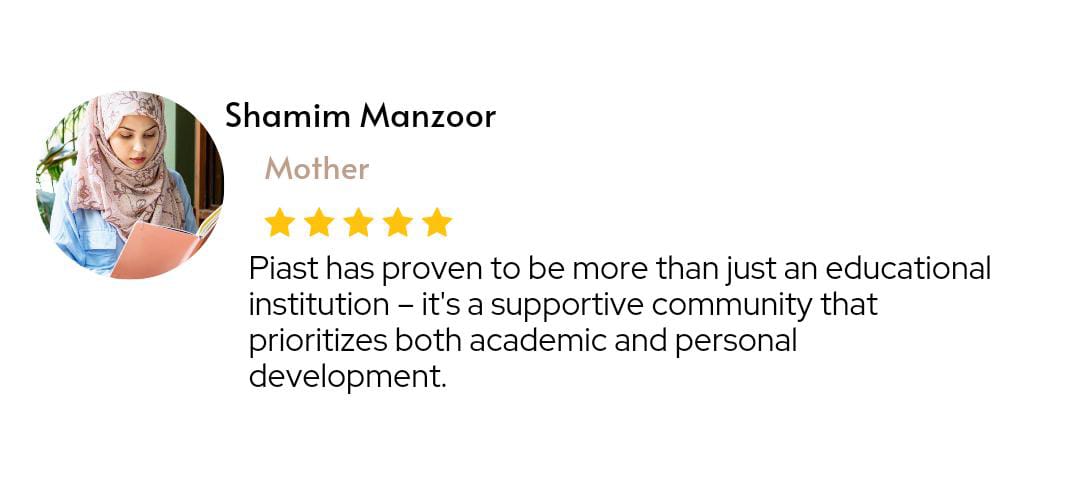 Shamim Manzoor
Mother
Piast has proven to be more than just an educational
institution – it's a supportive community that
prioritizes both academic and personal
development.